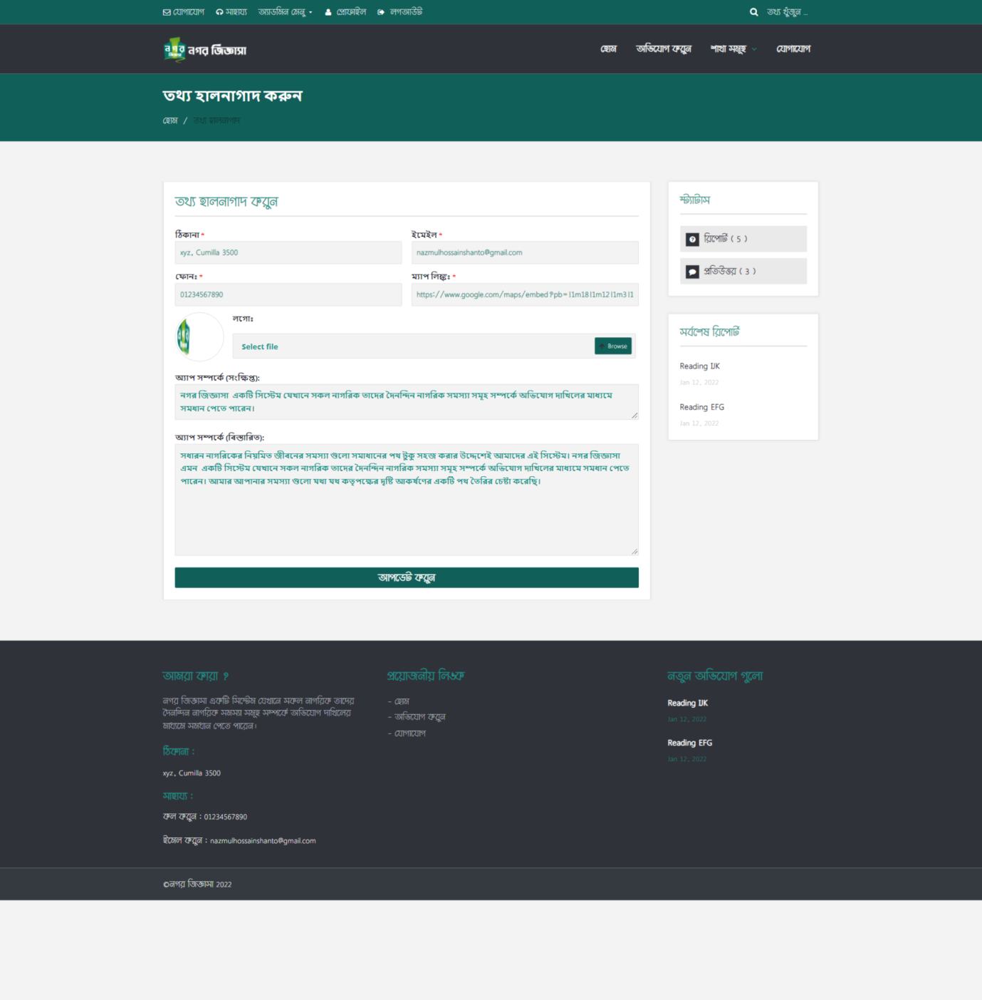 যোগাযোগ সাহায্য অ্যাডমিন মেনু প্রোফাইল লগআউট তথ্য খুঁজুন ...
নগর জিজ্ঞাসা নগর জিজ্ঞাসা হোম অভিযোগ করুন শাখা সমূহ যোগাযোগ
তথ্য হালনাগাদ করুন
হোম / তথ্য হালনাগাদ
তথ্য হালনাগাদ করুন
ঠিকানা * ইমেইল *
xyz, Cumilla 3500 nazmulhossainshanto@gmail.com
ফোনঃ * ম্যাপ লিঙ্কঃ *
01234567890 https://www.google.com/maps/embed?pb=!1m18!1m12!1m3!1
লগোঃ
Select file Browse
অ্যাপ সম্পর্কে (সংক্ষিপ্ত):
নগর জিজ্ঞাসা একটি সিস্টেম যেখানে সকল নাগরিক তাদের দৈনন্দিন নাগরিক সমস্যা সমূহ সম্পর্কে অভিযোগ দাখিলের মাধ্যমে
সমধান পেতে পারেন।
অ্যাপ সম্পর্কে (বিস্তারিত):
সধারন নাগরিকের নিয়মিত জীবনের সমস্যা গুলো সমাধানের পথ টুকু সহজ করার উদ্দেশেই আমাদের এই সিস্টেম। নগর জিজ্ঞাসা
এমন একটি সিস্টেম যেখানে সকল নাগরিক তাদের দৈনন্দিন নাগরিক সমস্যা সমূহ সম্পর্কে অভিযোগ দাখিলের মাধ্যমে সমধান পেতে
পারেন। আমার আপানার সমস্যা গুলো যথা যথ কতৃপক্ষের দৃষ্টি আকর্ষণের একটি পথ তৈরির চেষ্টা করেছি।
আপডেট করুন
স্ট্যাটাস
রিপোর্ট ( 5 )
প্রতিউত্তর ( 3 )
সর্বশেষ রিপোর্ট
Reading IJK
Jan 12, 2022
Reading EFG
Jan 12, 2022
আমরা কারা ?
নগর জিজ্ঞাসা একটি সিস্টেম যেখানে সকল নাগরিক তাদের
দৈনন্দিন নাগরিক সমস্যা সমূহ সম্পর্কে অভিযোগ দাখিলের
মাধ্যমে সমধান পেতে পারেন।
ঠিকানা :
xyz, Cumilla 3500
সাহায্য :
কল করুন : 01234567890
ইমেল করুন : nazmulhossainshanto@gmail.com
প্রয়োজনীয় লিঙ্ক
- হোম
- অভিযোগ করুন
- যোগাযোগ
নতুন অভিযোগ গুলো
Reading IJK
Jan 12, 2022
Reading EFG
Jan 12, 2022
©নগর জিজ্ঞাসা 2022